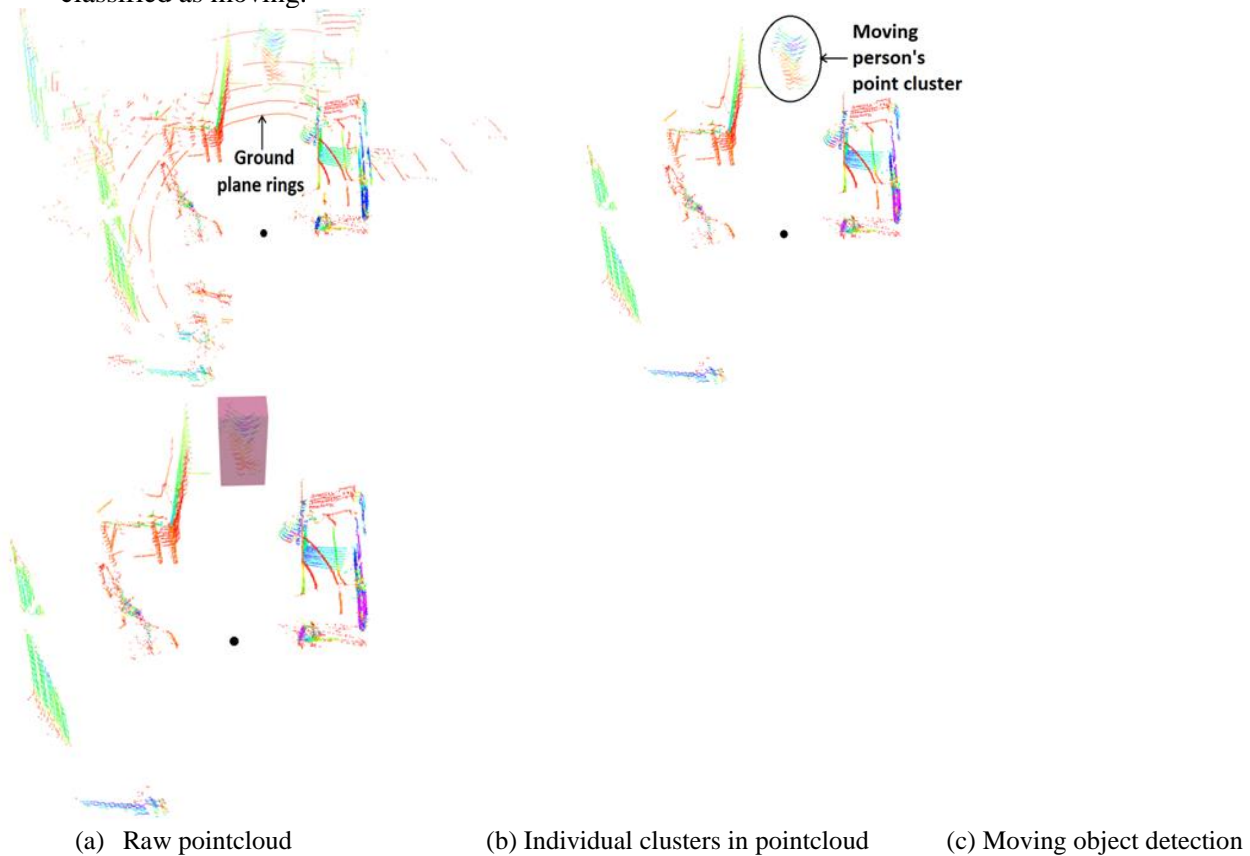 classified as moving.
Ground
plane rings
Moving
person's
point cluster
(a) Raw pointcloud
(b) Individual clusters in pointcloud
(c) Moving object detection